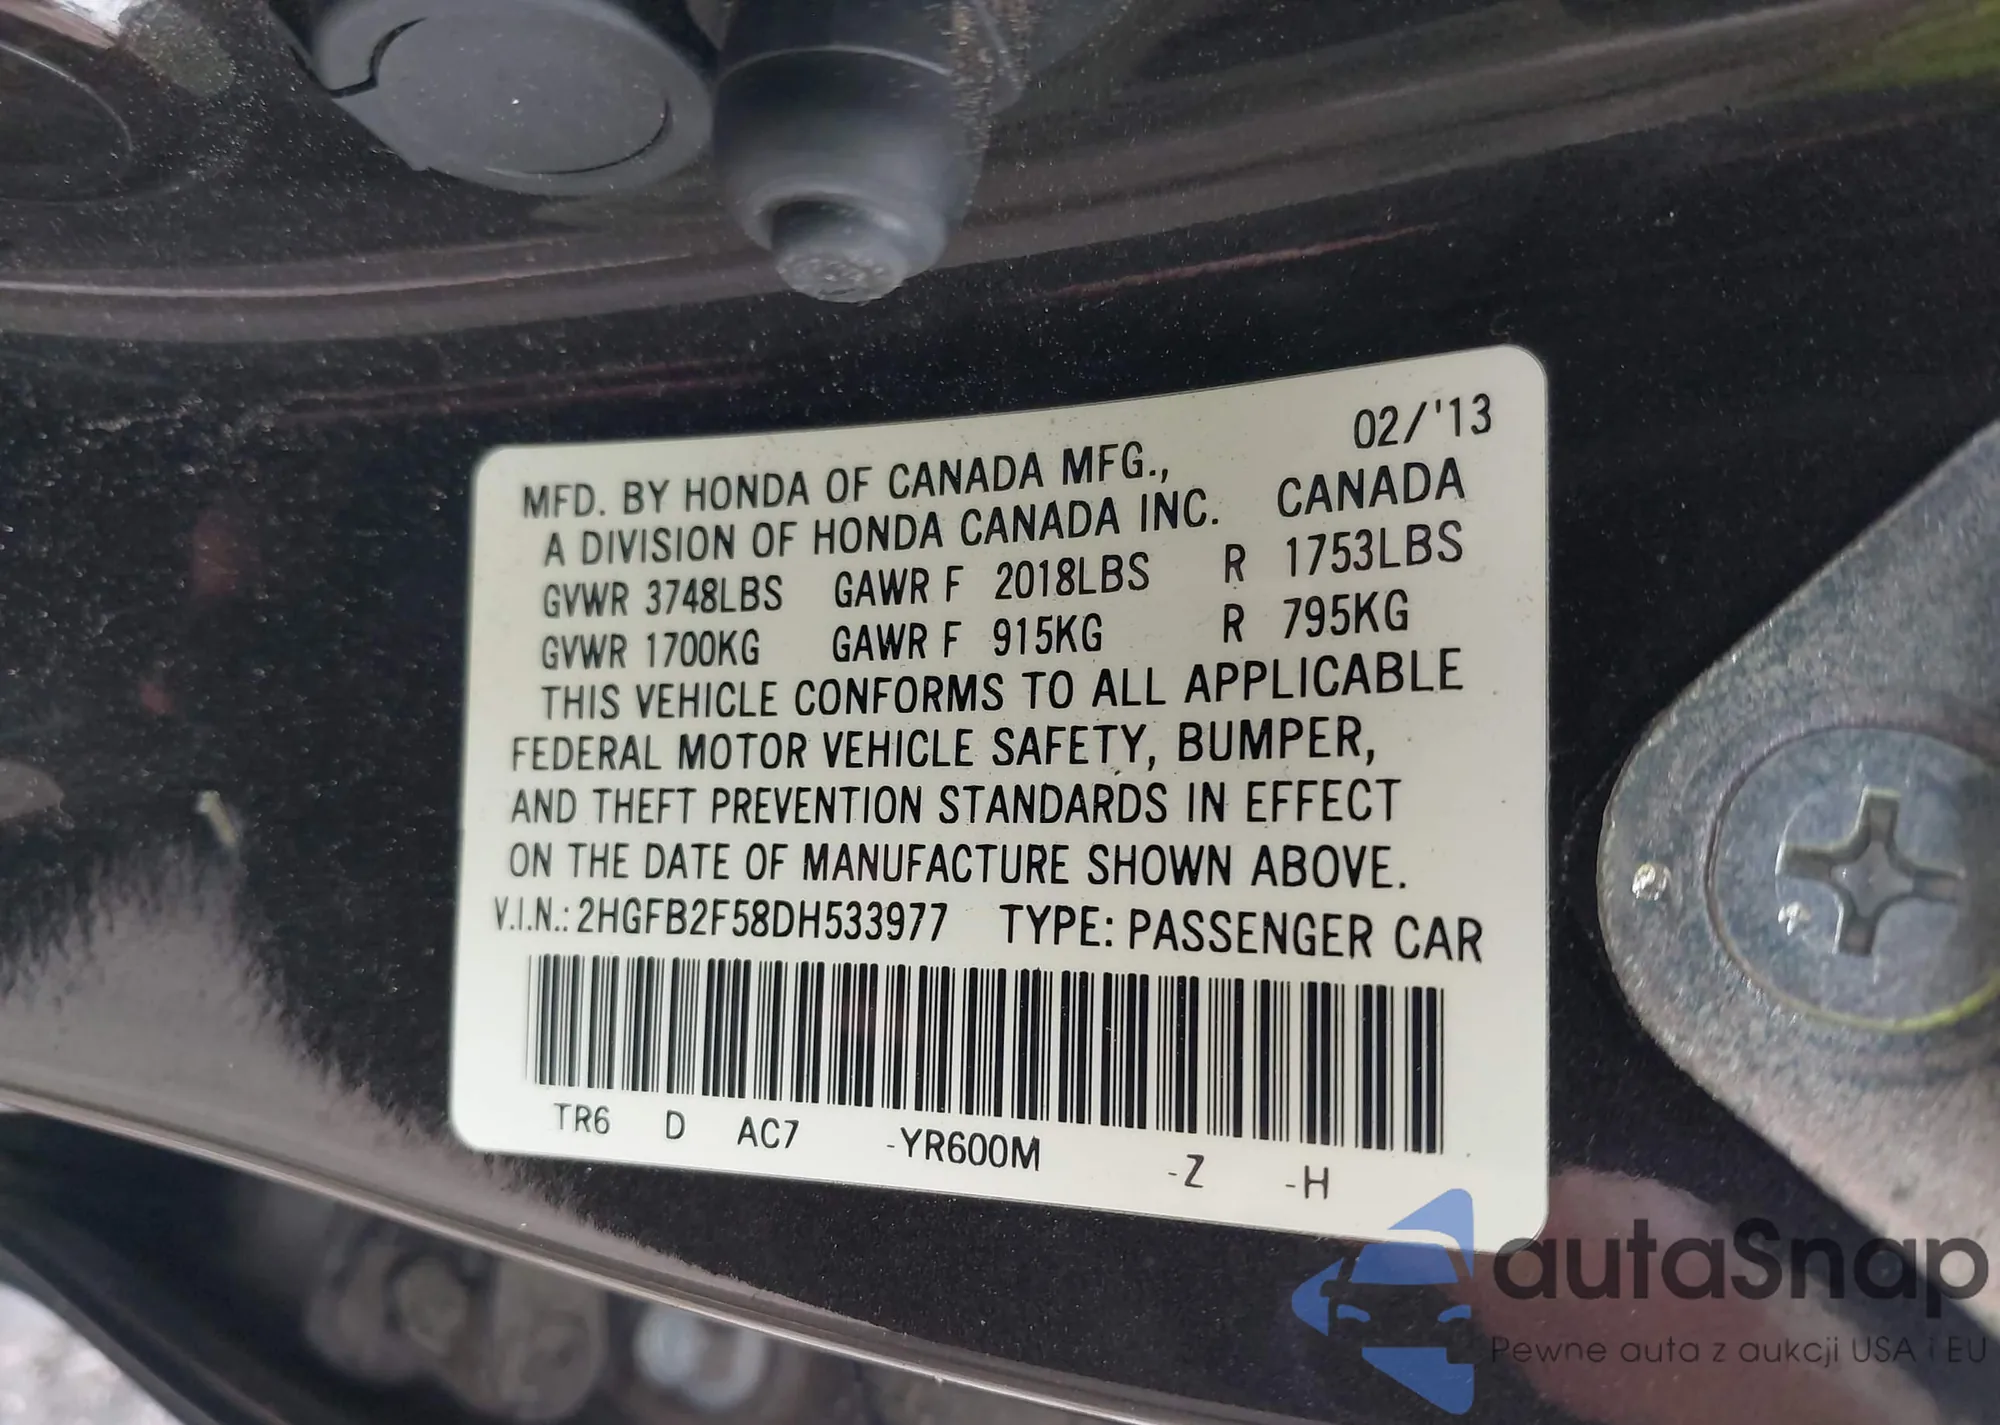 02/'13
MFD. BY HONDA OF CANADA MFG.,
A DIVISION OF HONDA CANADA INC. CANADA
GVWR 3748LBS GAWR F 2018LBS R 1753LBS
GVWR 1700KG GAWR F 915KG R 795KG
THIS VEHICLE CONFORMS TO ALL APPLICABLE
FEDERAL MOTOR VEHICLE SAFETY, BUMPER,
AND THEFT PREVENTION STANDARDS IN EFFECT
ON THE DATE OF MANUFACTURE SHOWN ABOVE.
V.I.N.: 2HGFB2F58DH533977 TYPE: PASSENGER CAR
TR6 D AC7 -YR600M -Z -H
autaSnap
Pewne auta z aukcji USA i EU